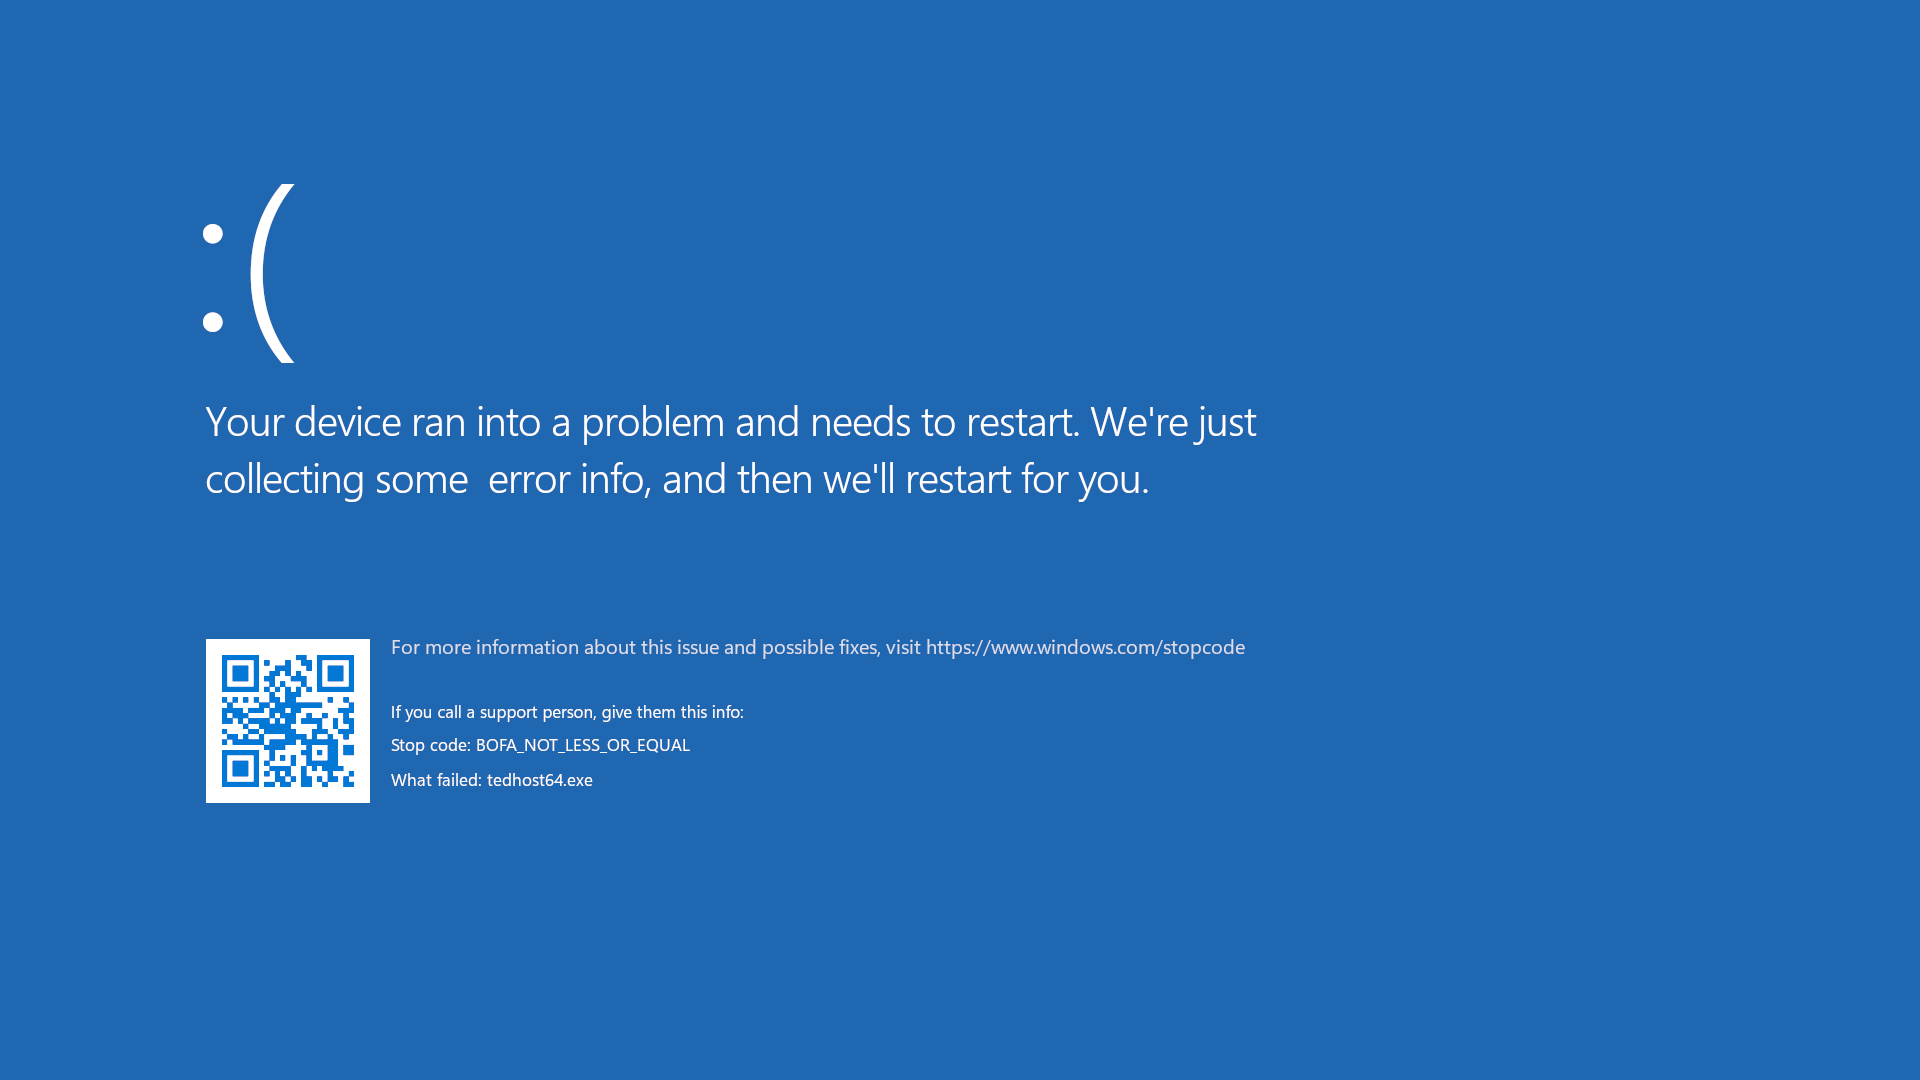 :(
Your device ran into a problem and needs to restart. We're just
collecting some  error info, and then we'll restart for you.
For more information about this issue and possible fixes, visit https://www.windows.com/stopcode
If you call a support person, give them this info:
Stop code: BOFA_NOT_LESS_OR_EQUAL
What failed: tedhost64.exe